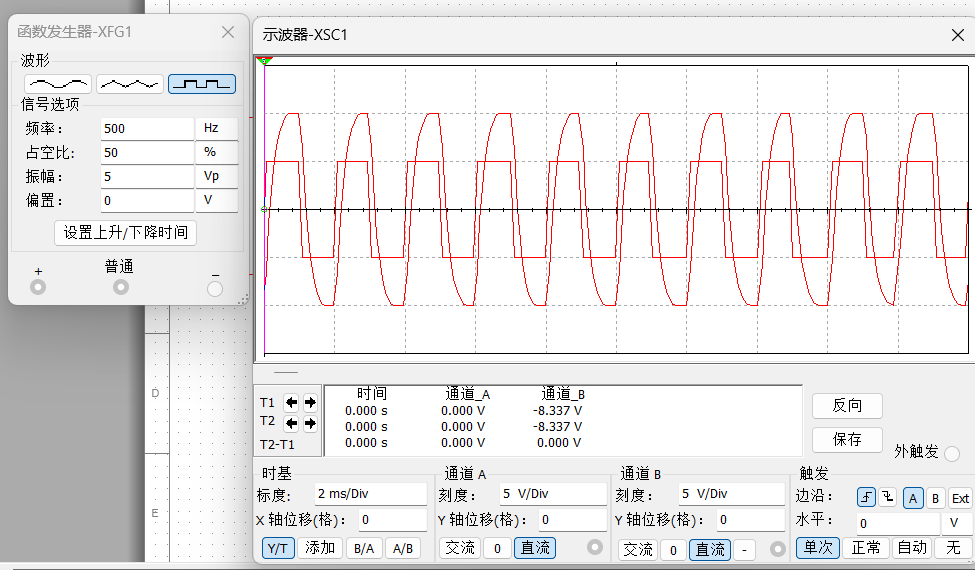 函数发生器-XFG1
波形
信号选项
频率： 500 Hz
占空比: 50 %
振幅： 5 Vp
偏置： 0 V
设置上升/下降时间
+ 普通 −
D
E
示波器-XSC1
时间 通道_A 通道_B
T1 0.000 s 0.000 V -8.337 V
T2 0.000 s 0.000 V -8.337 V
T2-T1 0.000 s 0.000 V 0.000 V
反向
保存
外触发
时基
标度: 2 ms/Div
X 轴位移(格)： 0
Y/T 添加 B/A A/B
通道 A
刻度： 5 V/Div
Y 轴位移(格)： 0
交流 0 直流
通道 B
刻度： 5 V/Div
Y 轴位移(格)： 0
交流 0 直流 -
触发
边沿： A B Ext
水平： 0 V
单次 正常 自动 无